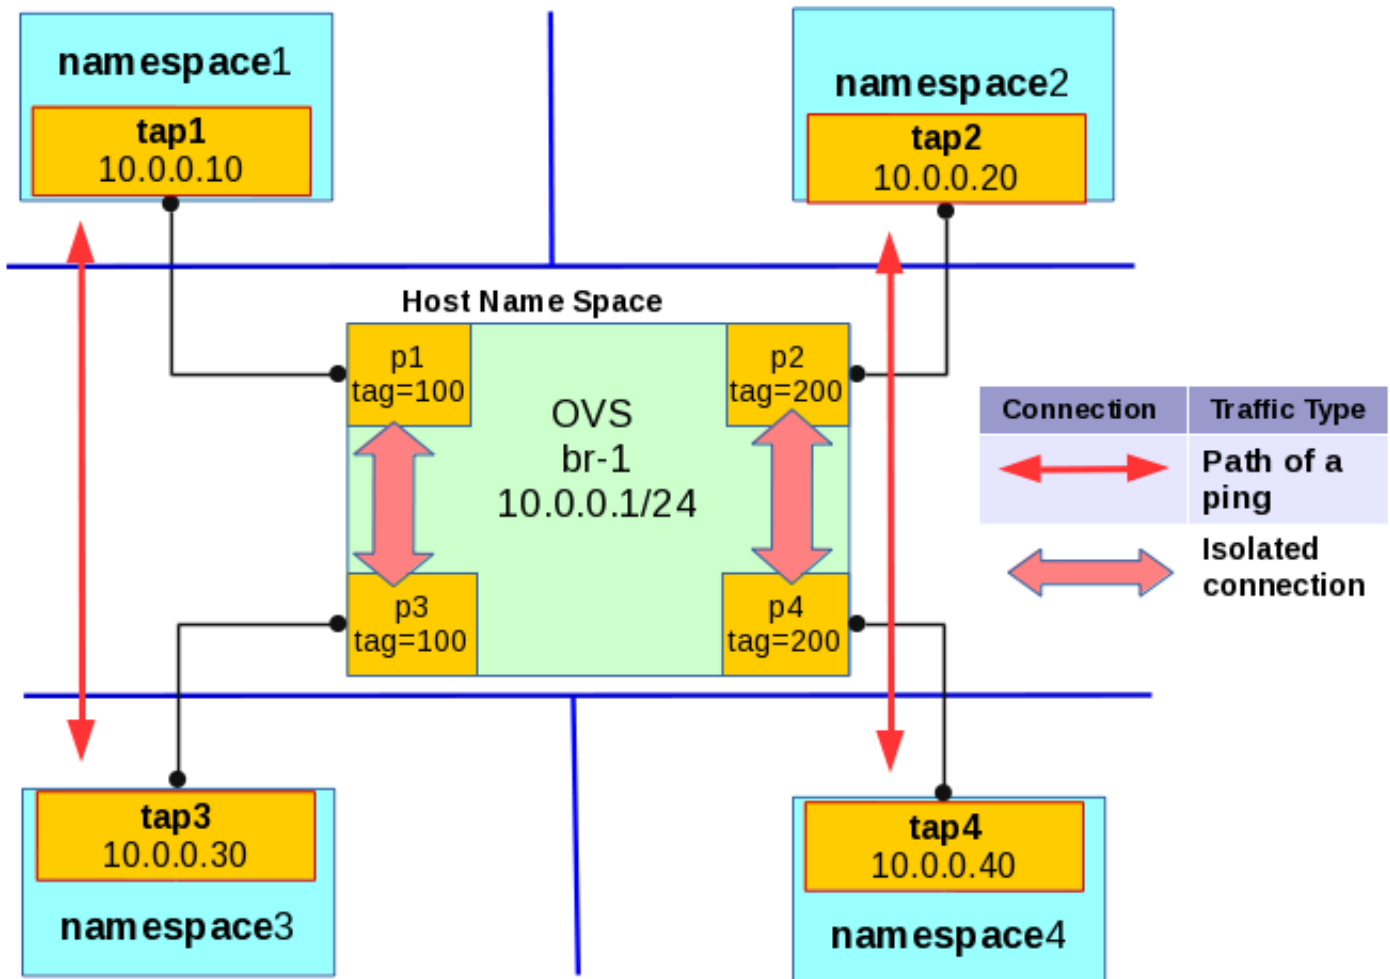 namespace1
tap1
10.0.0.10
namespace2
tap2
10.0.0.20
Host Name Space
p1
tag=100
p2
tag=200
OVS
br-1
10.0.0.1/24
p3
tag=100
p4
tag=200
Connection Traffic Type
Path of a
ping
Isolated
connection
tap3
10.0.0.30
namespace3
tap4
10.0.0.40
namespace4